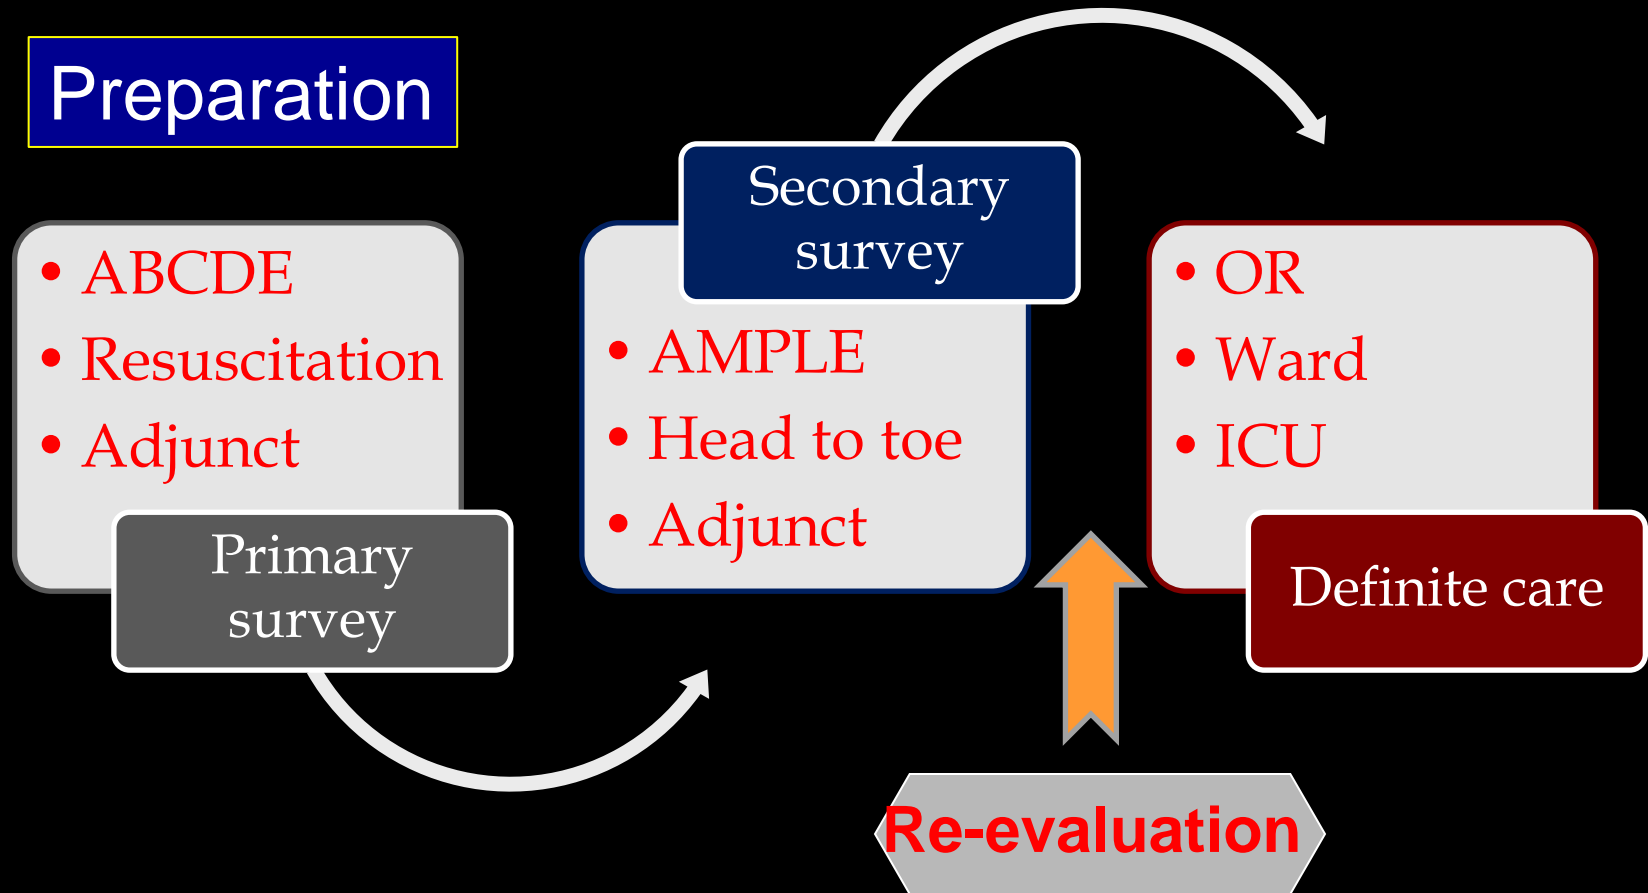 Preparation
• ABCDE
• Resuscitation
• Adjunct
Primary
survey
Secondary
survey
• AMPLE
• Head to toe
• Adjunct
• OR
• Ward
• ICU
Definite care
Re-evaluation